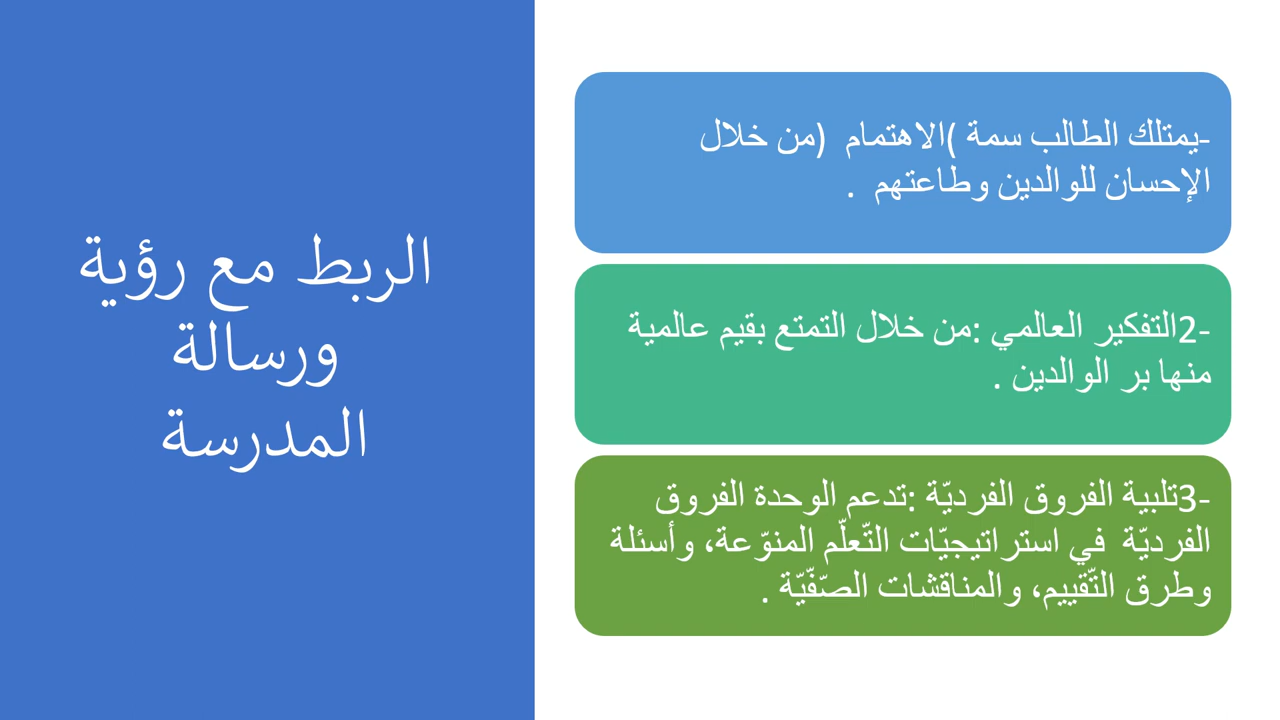 الربط مع رؤية
ورسالة
المدرسة
-يمتلك الطالب سمة )الاهتمام (من خلال
الإحسان للوالدين وطاعتهم .
-2التفكير العالمي :من خلال التمتع بقيم عالمية
منها بر الوالدين .
-3تلبية الفروق الفرديّة :تدعم الوحدة الفروق
الفرديّة في استراتيجيّات التّعلّم المنوّعة، وأسئلة
وطرق التّقييم، والمناقشات الصّفّيّة .